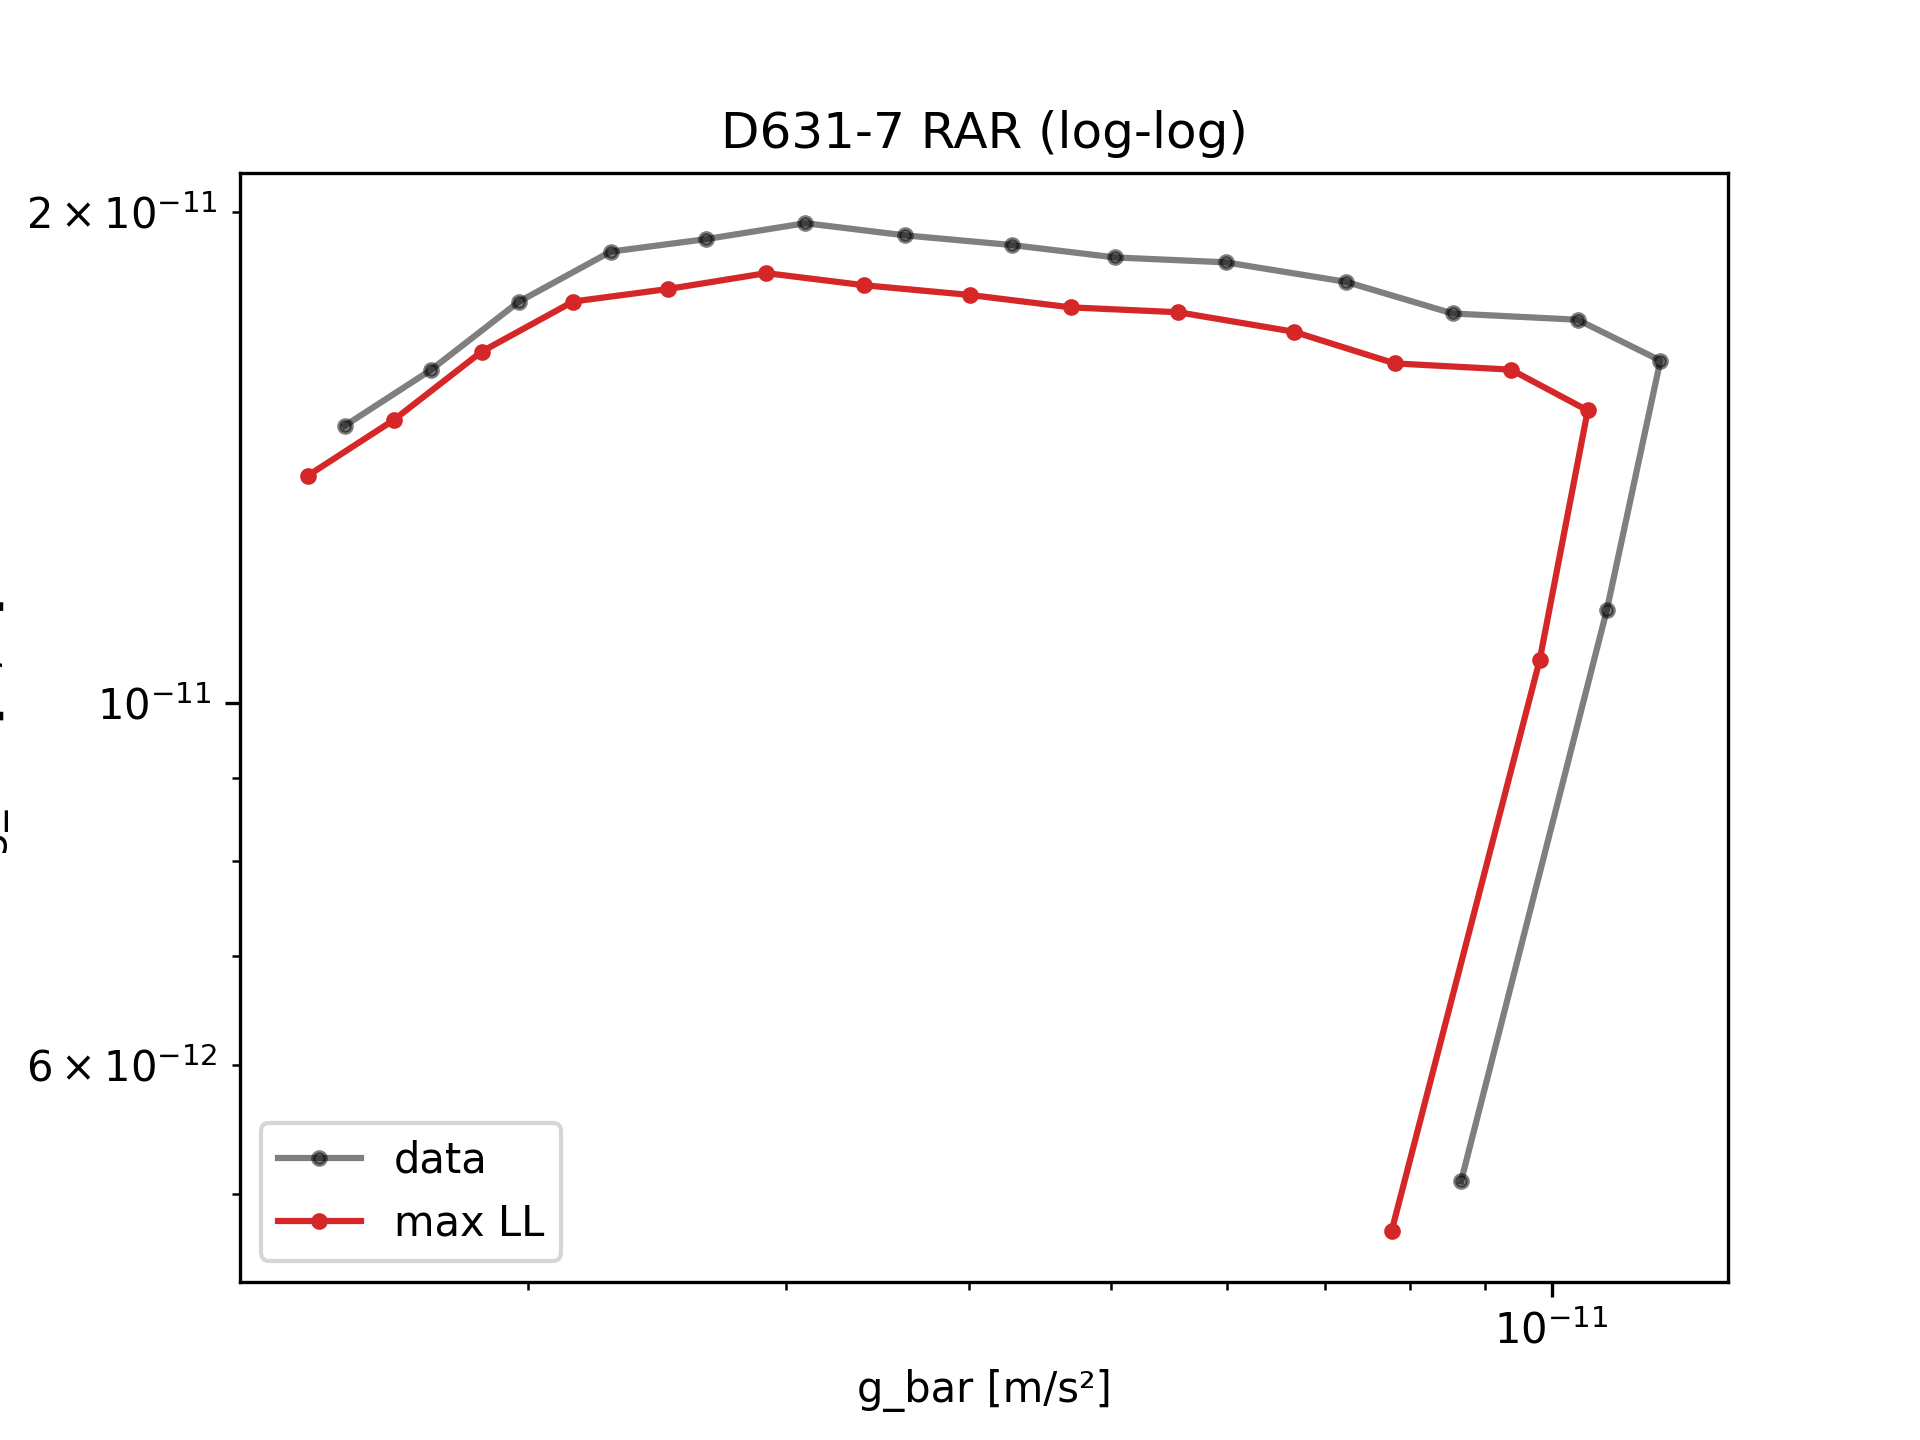 D631-7 RAR (log-log)
2×10⁻¹¹
10⁻¹¹
6×10⁻¹²
data
max LL
10⁻¹¹
g_bar [m/s²]